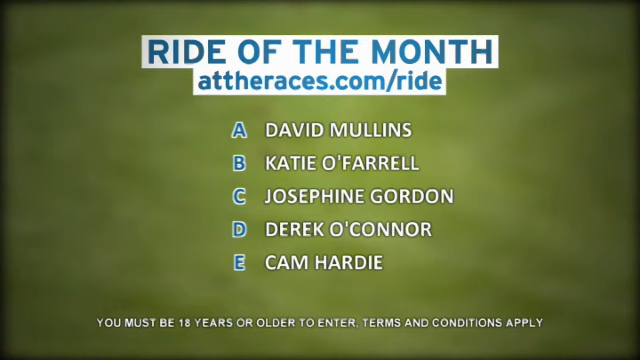 RIDE OF THE MONTH
attheraces.com/ride
A DAVID MULLINS
B KATIE O'FARRELL
C JOSEPHINE GORDON
D DEREK O'CONNOR
E CAM HARDIE
YOU MUST BE 18 YEARS OR OLDER TO ENTER. TERMS AND CONDITIONS APPLY